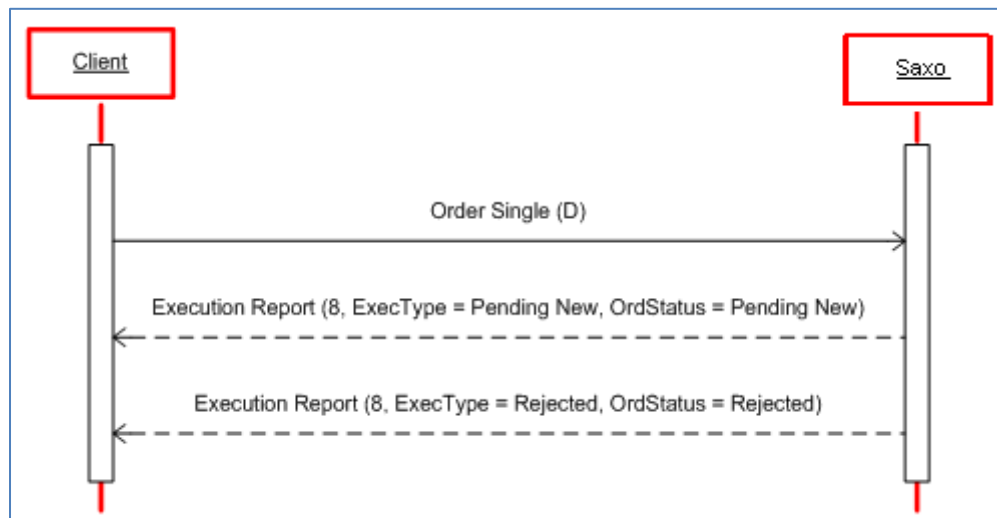 Client
Saxo
Order Single (D)
Execution Report (8, ExecType = Pending New, OrdStatus = Pending New)
Execution Report (8, ExecType = Rejected, OrdStatus = Rejected)